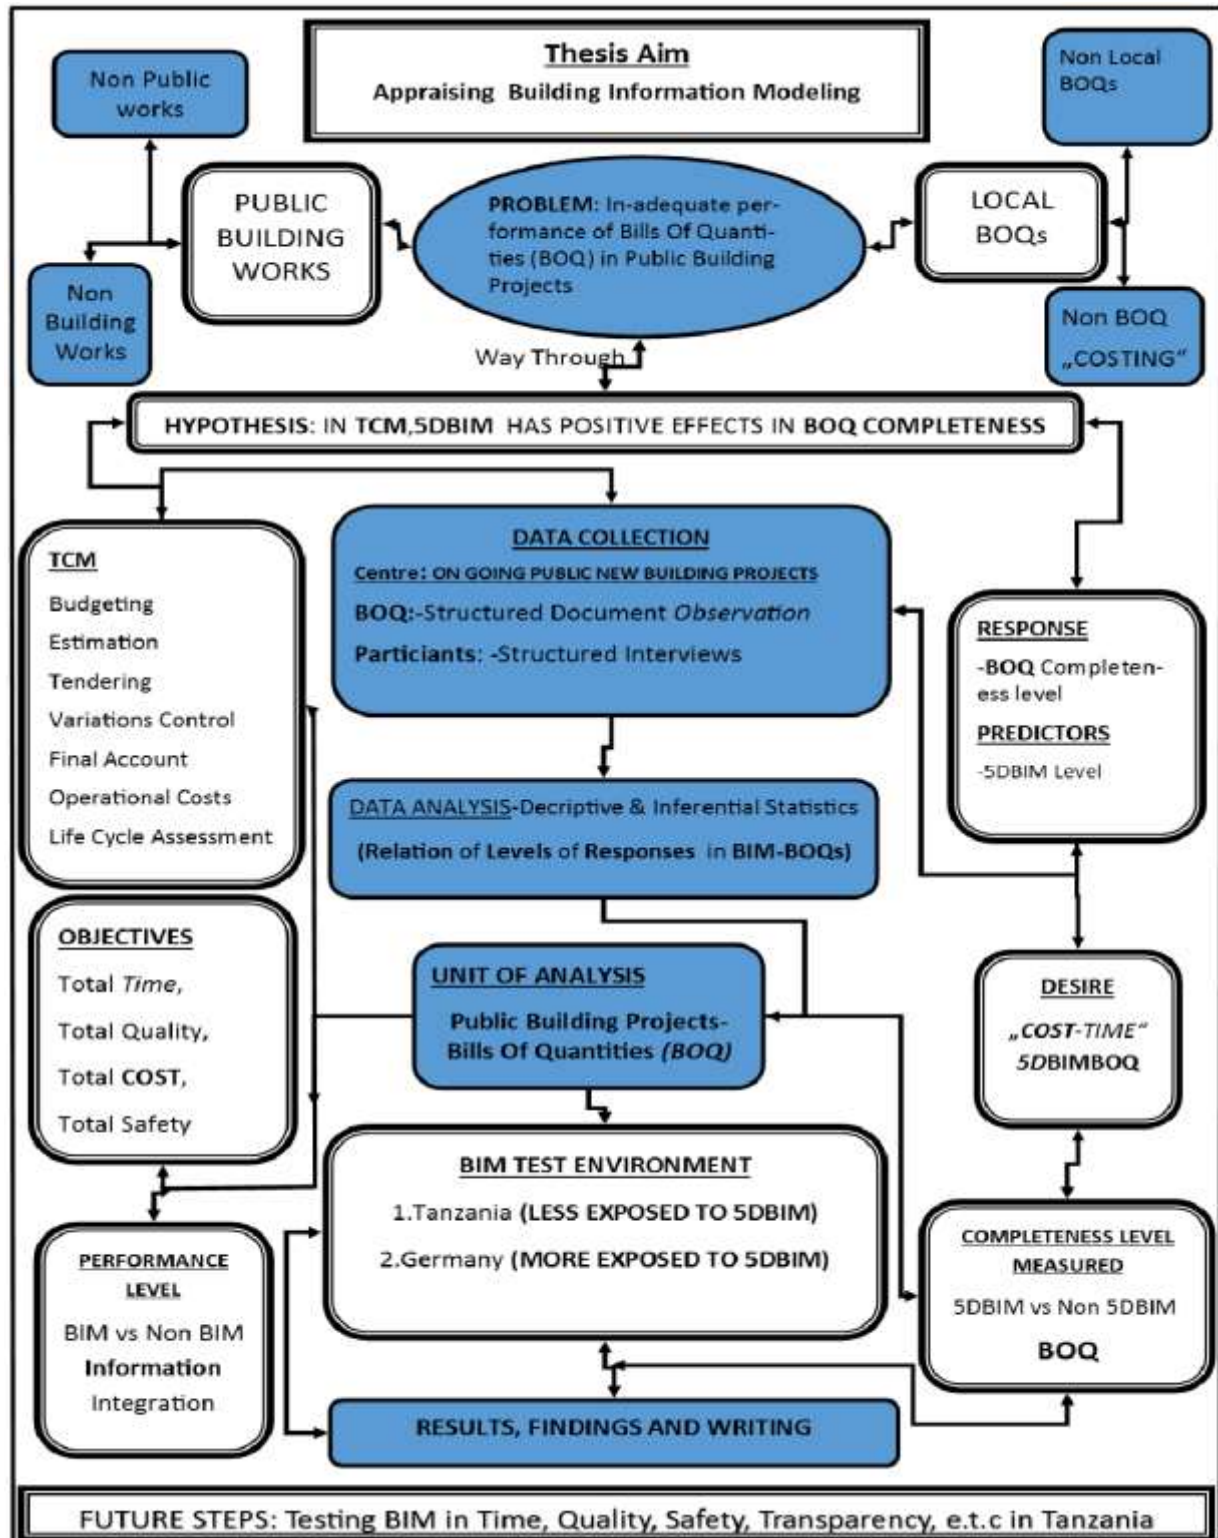 Thesis Aim
Appraising Building Information Modeling
Non Public
works
Non Local
BOQs
PUBLIC
BUILDING
WORKS
PROBLEM: In-adequate per-
formance of Bills Of Quanti-
ties (BOQ) in Public Building
Projects
LOCAL
BOQs
Non
Building
Works
Non BOQ
„COSTING“
Way Through
HYPOTHESIS: IN TCM,5DBIM HAS POSITIVE EFFECTS IN BOQ COMPLETENESS
TCM
Budgeting
Estimation
Tendering
Variations Control
Final Account
Operational Costs
Life Cycle Assessment
DATA COLLECTION
Centre: ON GOING PUBLIC NEW BUILDING PROJECTS
BOQ:-Structured Document Observation
Particiants: -Structured Interviews
RESPONSE
-BOQ Completen-
ess level
PREDICTORS
-5DBIM Level
DATA ANALYSIS-Decriptive & Inferential Statistics
(Relation of Levels of Responses in BIM-BOQs)
OBJECTIVES
Total Time,
Total Quality,
Total COST,
Total Safety
UNIT OF ANALYSIS
Public Building Projects-
Bills Of Quantities (BOQ)
DESIRE
„COST-TIME“
5DBIMBOQ
BIM TEST ENVIRONMENT
1.Tanzania (LESS EXPOSED TO 5DBIM)
2.Germany (MORE EXPOSED TO 5DBIM)
PERFORMANCE
LEVEL
BIM vs Non BIM
Information
Integration
COMPLETENESS LEVEL
MEASURED
5DBIM vs Non 5DBIM
BOQ
RESULTS, FINDINGS AND WRITING
FUTURE STEPS: Testing BIM in Time, Quality, Safety, Transparency, e.t.c in Tanzania